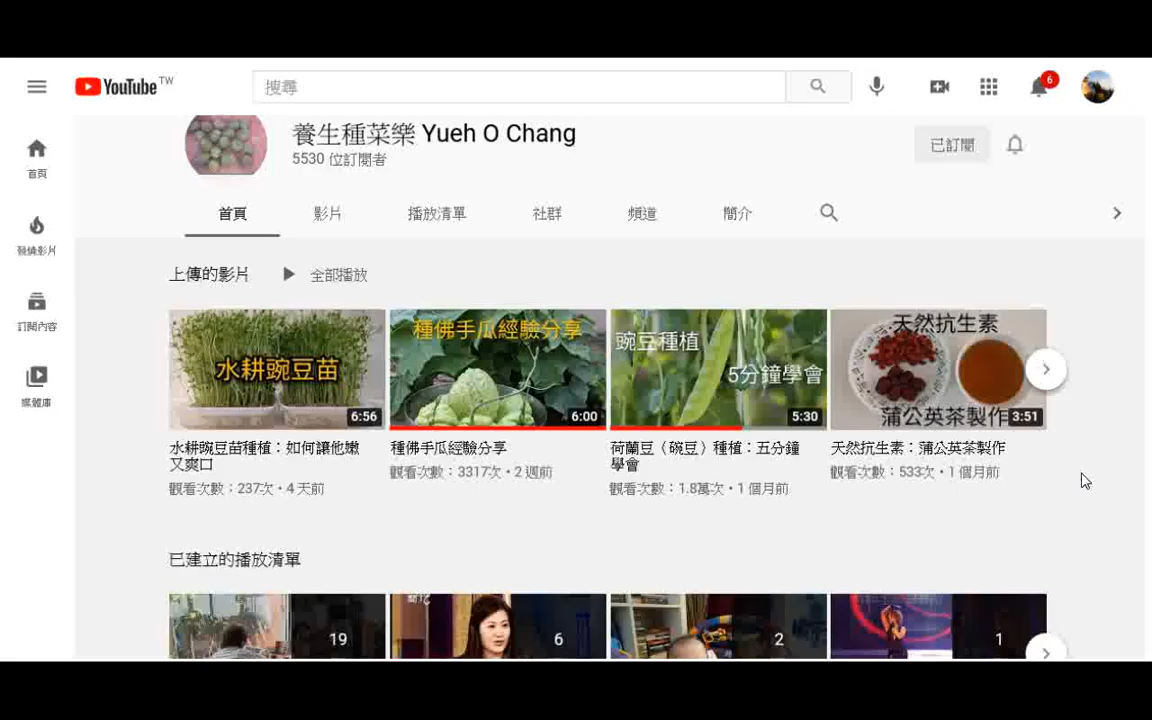 YouTube TW
搜尋
6
首頁
發燒影片
訂閱內容
媒體庫
養生種菜樂 Yueh O Chang
5530 位訂閱者
已訂閱
首頁
影片
播放清單
社群
頻道
簡介
上傳的影片
全部播放
水耕豌豆苗
6:56
水耕豌豆苗種植：如何讓他嫩
又爽口
觀看次數：237次・4 天前
種佛手瓜經驗分享
6:00
種佛手瓜經驗分享
觀看次數：3317次・2 週前
豌豆種植
5分鐘學會
5:30
荷蘭豆（碗豆）種植：五分鐘
學會
觀看次數：1.8萬次・1 個月前
天然抗生素
蒲公英茶製作
3:51
天然抗生素：蒲公英茶製作
觀看次數：533次・1 個月前
已建立的播放清單
19
6
2
1